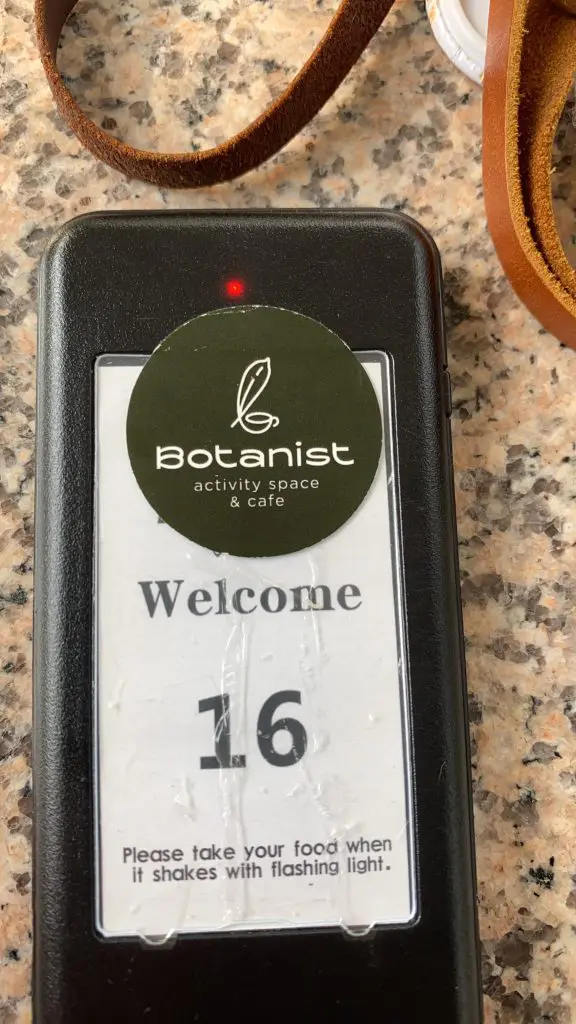 Botanist
activity space
& cafe
Welcome
16
Please take your food when
it shakes with flashing light.